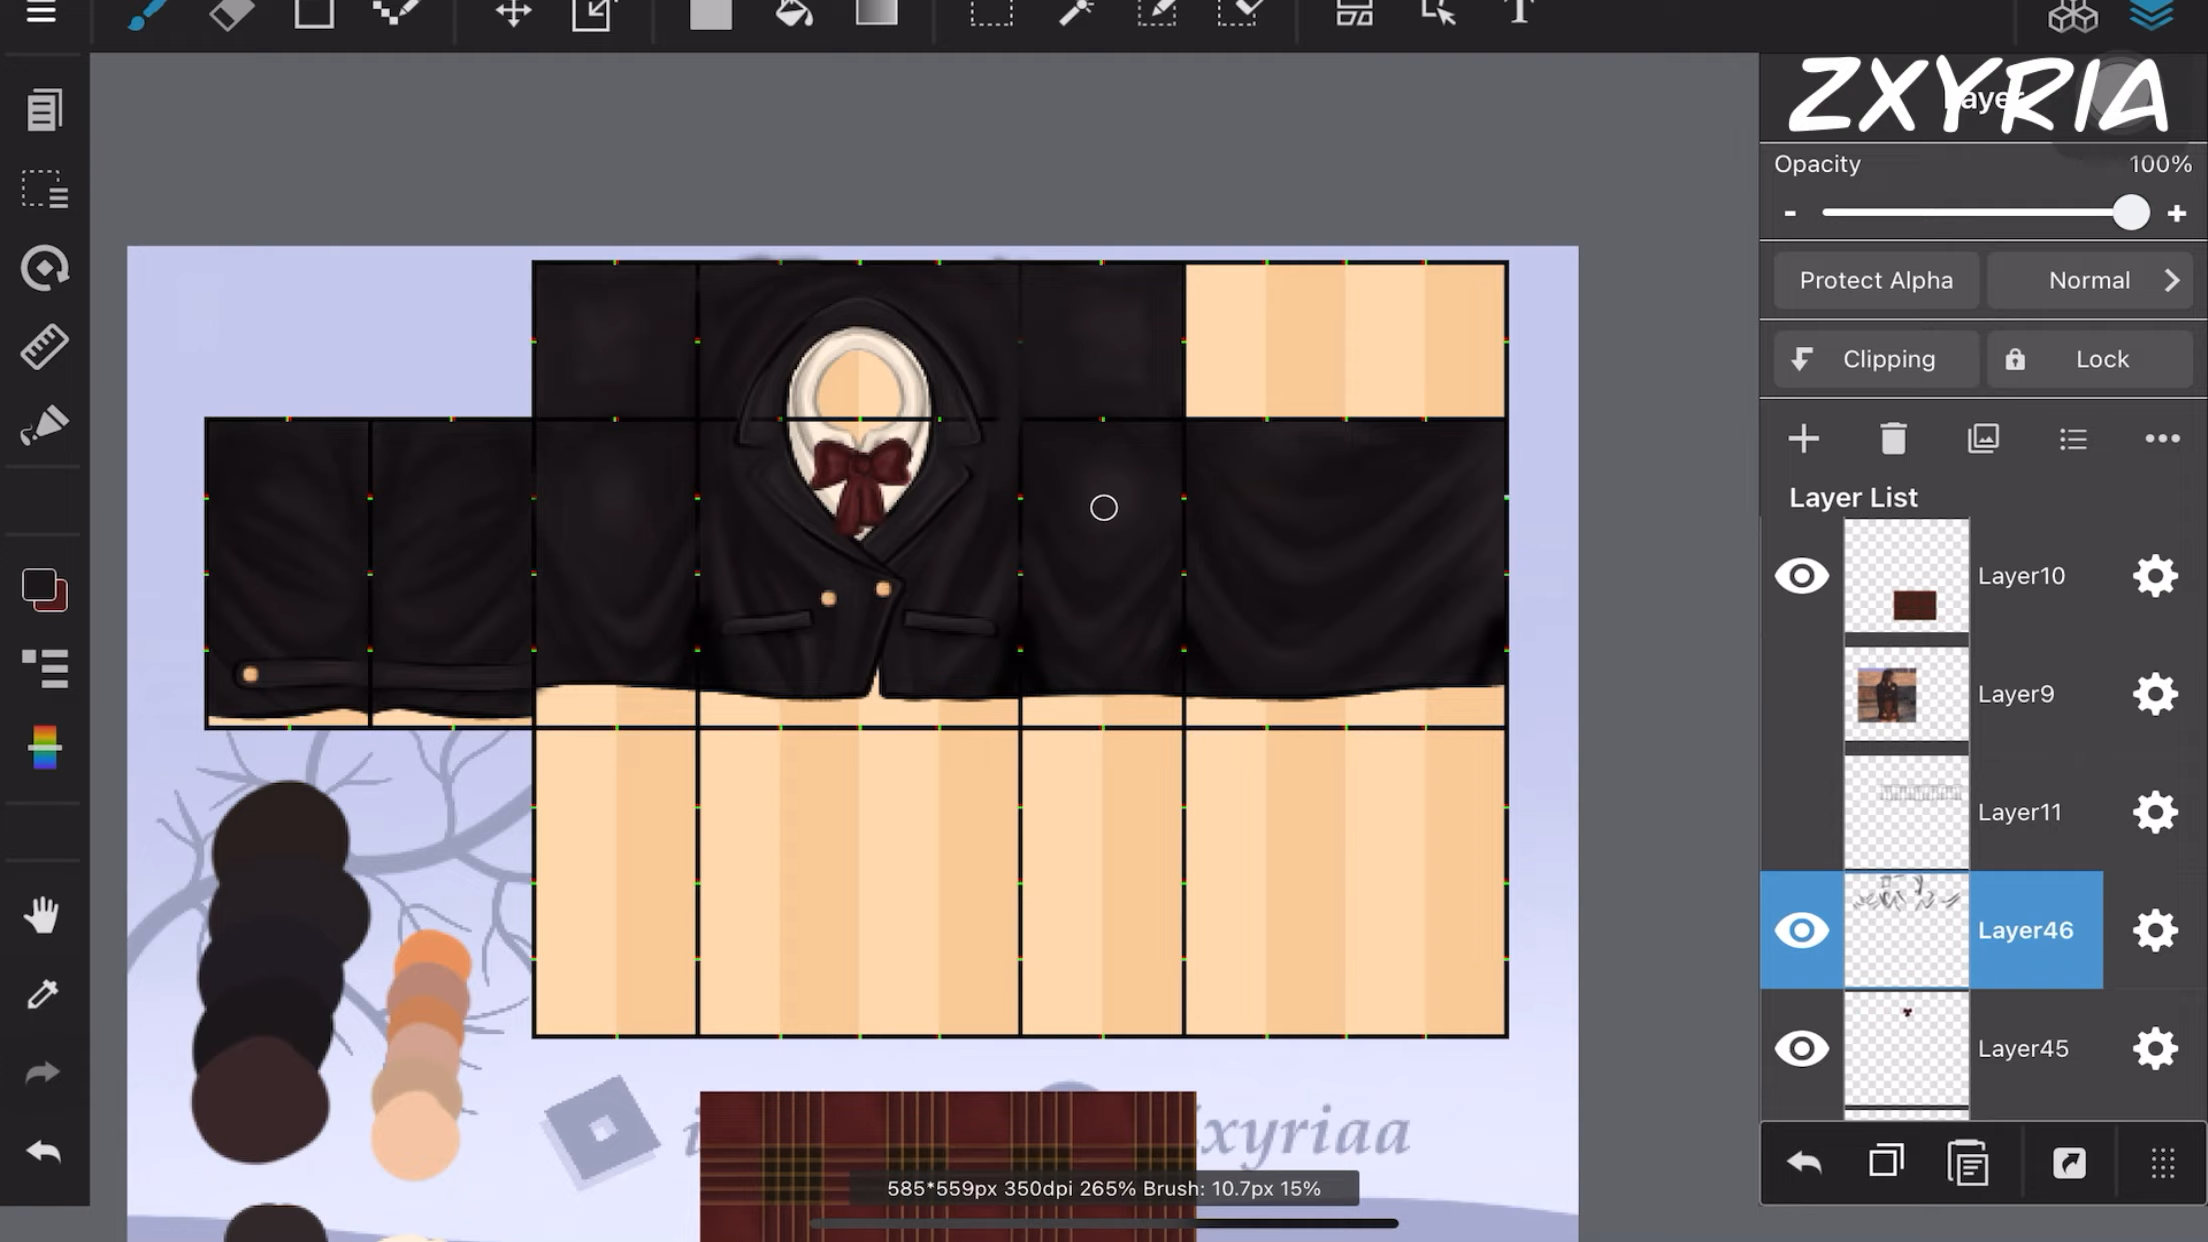 T
ZXYRIA
Layer
Opacity 100%
- +
Protect Alpha Normal
Clipping Lock
Layer List
Layer10
Layer9
Layer11
Layer46
Layer45
xyriaa
585*559px 350dpi 265% Brush: 10.7px 15%